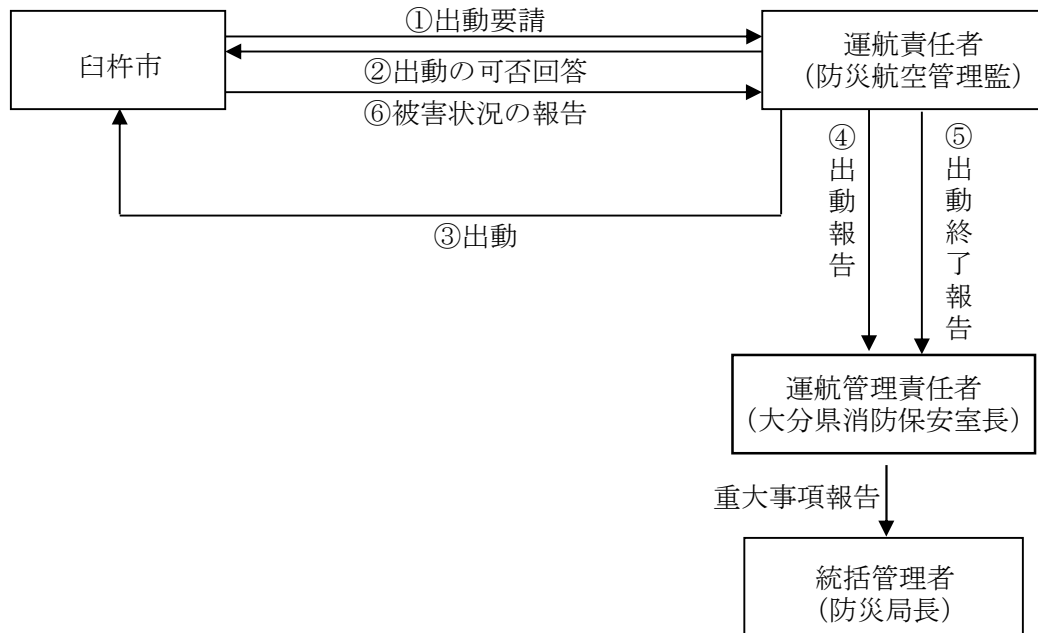 ①出動要請
臼杵市
②出動の可否回答
⑥被害状況の報告
運航責任者
（防災航空管理監）
③出動
④出動報告
⑤出動終了報告
運航管理責任者
（大分県消防保安室長）
重大事項報告
統括管理者
（防災局長）